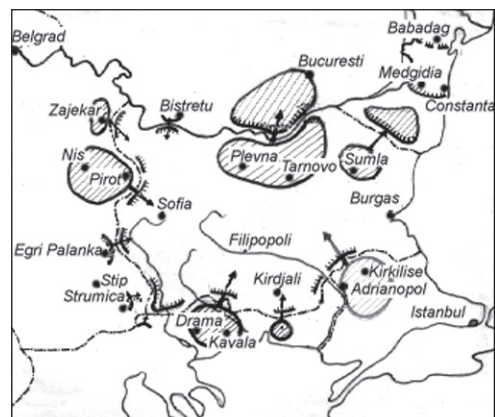 Babadag
Belgrad
Bucuresti
Medgidia
Zajekar
Bistretu
Constanta
Nis
Plevna
Sumla
Pirot
Tarnovo
Sofia
Burgas
Egri Palanka
Filipopoli
Stip
Kirdjali
Kirkilise
Strumica
Adrianopol
Drama
Istanbul
Kavala